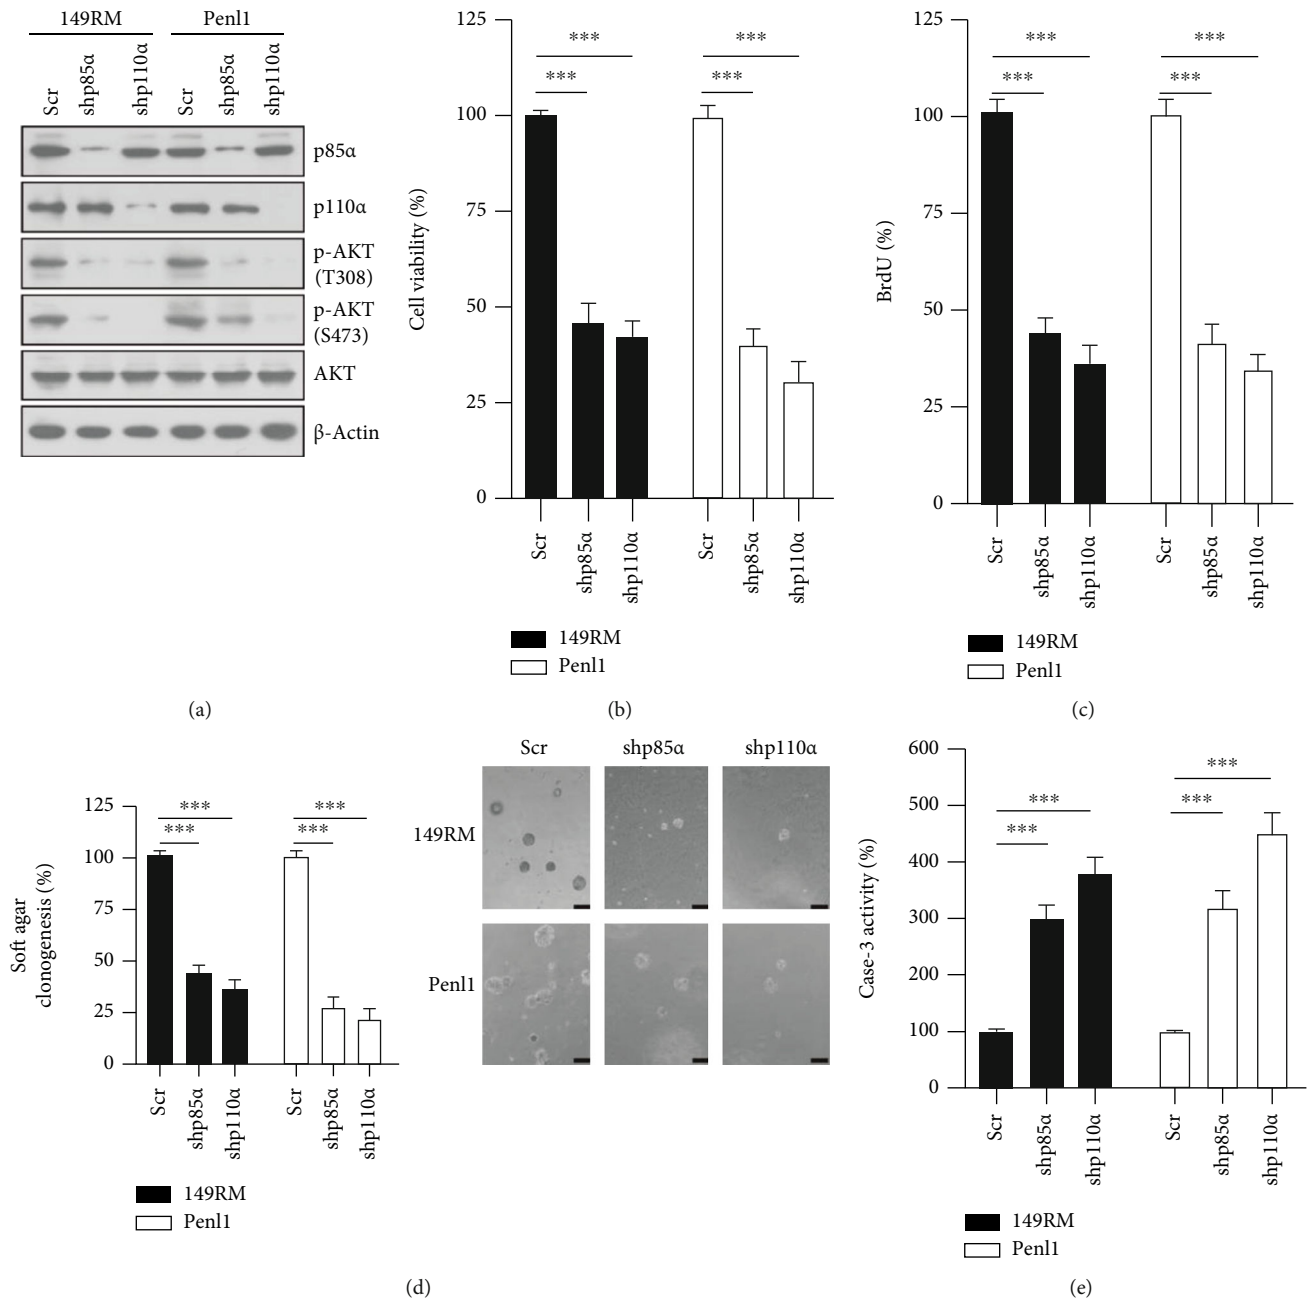 149RM Penl1
Scr shp85α shp110α Scr shp85α shp110α
p85α
p110α
p-AKT
(T308)
p-AKT
(S473)
AKT
β-Actin
(a)
Cell viability (%)
125
100
75
50
25
0
*** ***
*** ***
Scr shp85α shp110α Scr shp85α shp110α
149RM
Penl1
(b)
BrdU (%)
125
100
75
50
25
0
*** ***
*** ***
Scr shp85α shp110α Scr shp85α shp110α
149RM
Penl1
(c)
Soft agar
clonogenesis (%)
125
100
75
50
25
0
*** ***
*** ***
Scr shp85α shp110α Scr shp85α shp110α
149RM
Penl1
Scr shp85α shp110α
149RM
Penl1
(d)
Case-3 activity (%)
600
500
400
300
200
100
0
*** ***
*** ***
Scr shp85α shp110α Scr shp85α shp110α
149RM
Penl1
(e)